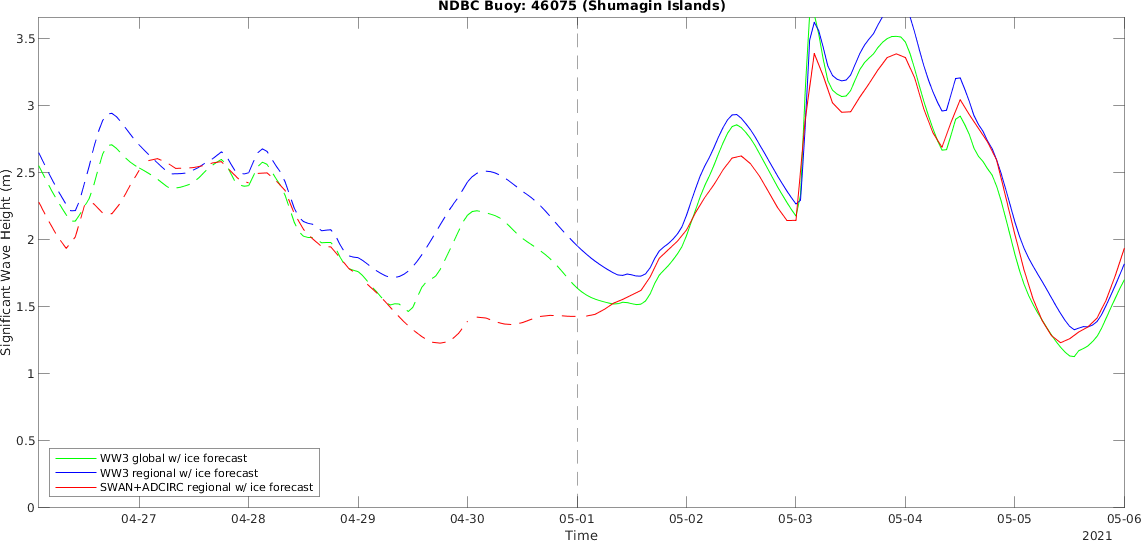 NDBC Buoy: 46075 (Shumagin Islands)
3.5
3
2.5
2
1.5
1
0.5
0
Significant Wave Height (m)
WW3 global w/ ice forecast
WW3 regional w/ ice forecast
SWAN+ADCIRC regional w/ ice forecast
04-27 04-28 04-29 04-30 05-01 05-02 05-03 05-04 05-05 05-06
Time
2021